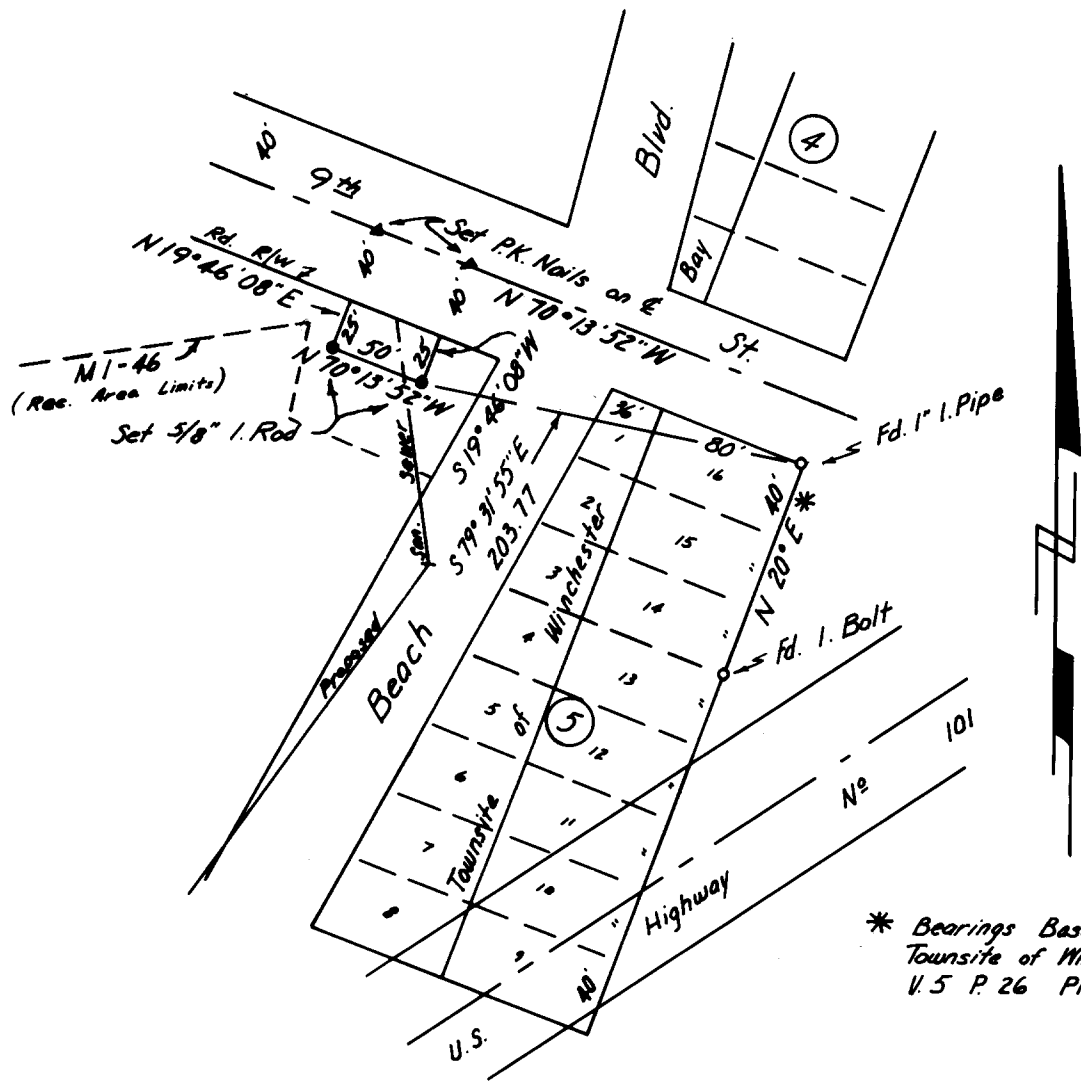 40'
9th
40'
40'
Rd. R/W
N 19° 46' 08" E
Set P.K. Nails on ℄
N 70° 13' 52" W
St.
Blvd.
Bay
4
M1-46
(Rec. Area Limits)
25'
50'
25'
N 70° 13' 52" W
S 19° 46' 08" W
Set 5/8" I. Rod
San. Sewer
S 79° 31' 55" E
203.77
Proposed
Beach
36'
80'
Fd. 1" I. Pipe
40'
N 20° E *
Fd. I. Bolt
1
2
3
4
5
6
7
8
16
15
14
13
12
11
10
9
"
"
"
"
"
"
40'
Townsite of Winchester
5
U.S. Highway Nº 101
* Bearings Bas
Townsite of W
V. 5 P. 26